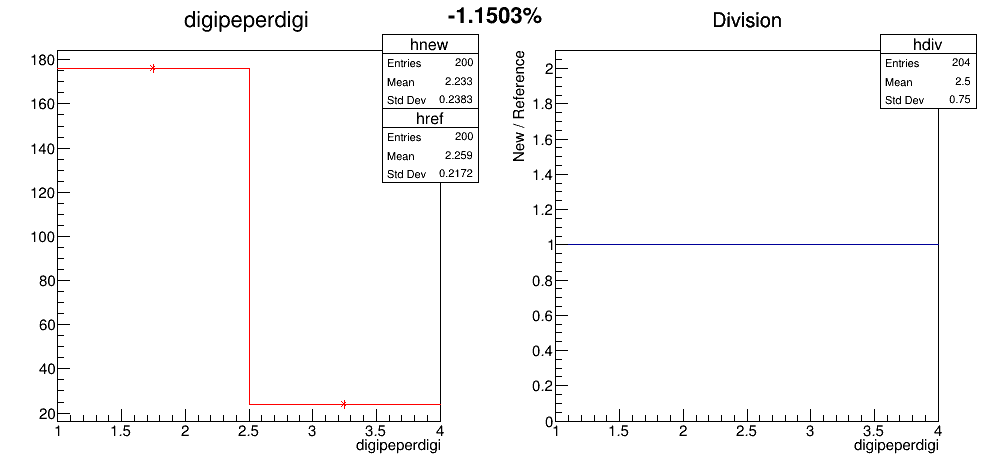 -1.1503%
digipeperdigi
hnew
Entries 200
Mean 2.233
Std Dev 0.2383
href
Entries 200
Mean 2.259
Std Dev 0.2172
180
160
140
120
100
80
60
40
20
1 1.5 2 2.5 3 3.5 4
digipeperdigi
Division
hdiv
Entries 204
Mean 2.5
Std Dev 0.75
New / Reference
2
1.8
1.6
1.4
1.2
1
0.8
0.6
0.4
0.2
0
1 1.5 2 2.5 3 3.5 4
digipeperdigi